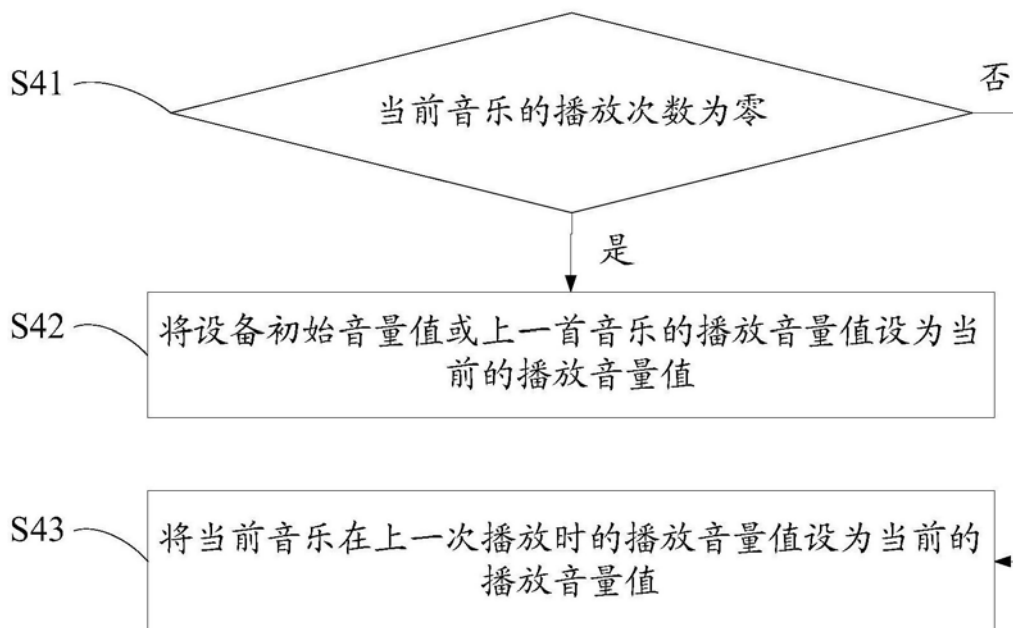 S41
当前音乐的播放次数为零
否
是
S42
将设备初始音量值或上一首音乐的播放音量值设为当
前的播放音量值
S43
将当前音乐在上一次播放时的播放音量值设为当前的
播放音量值